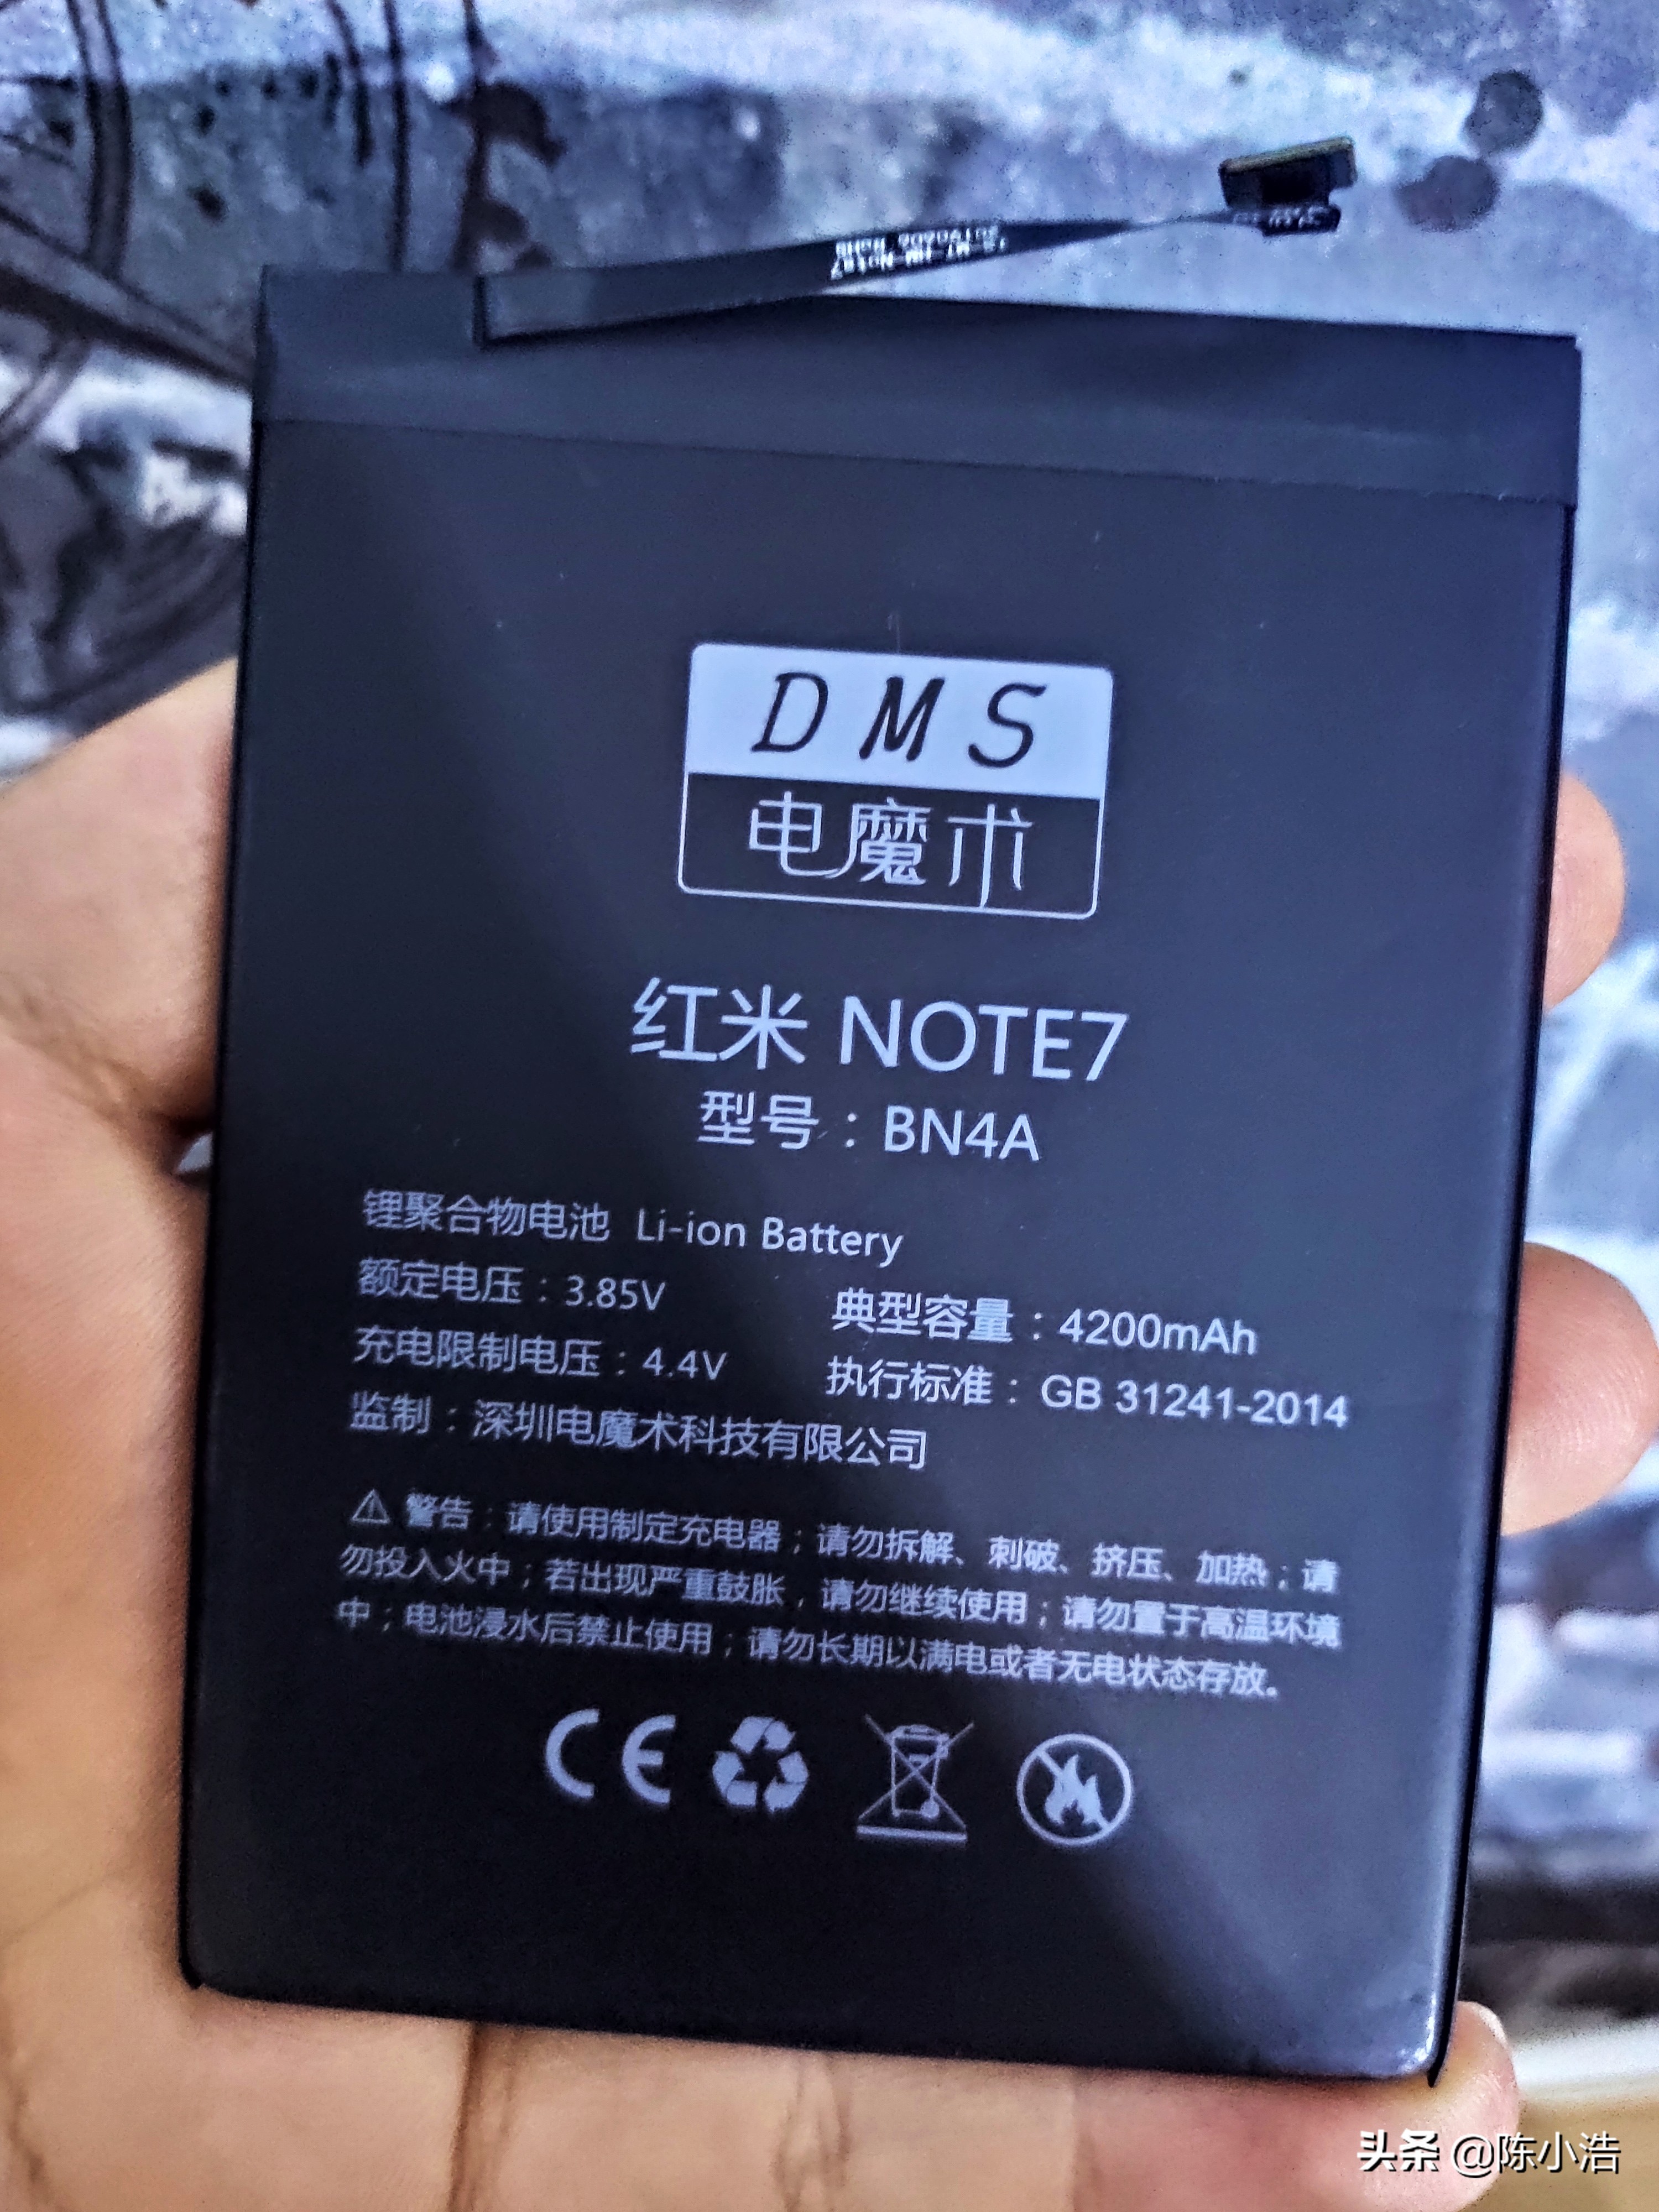 DMS
电魔术
红米 NOTE7
型号：BN4A
锂聚合物电池 Li-ion Battery
额定电压：3.85V 典型容量：4200mAh
充电限制电压：4.4V 执行标准：GB 31241-2014
监制：深圳电魔术科技有限公司
⚠ 警告：请使用制定充电器；请勿拆解、刺破、挤压、加热；请
勿投入火中；若出现严重鼓胀，请勿继续使用；请勿置于高温环境
中；电池浸水后禁止使用；请勿长期以满电或者无电状态存放。
CE
头条 @陈小浩